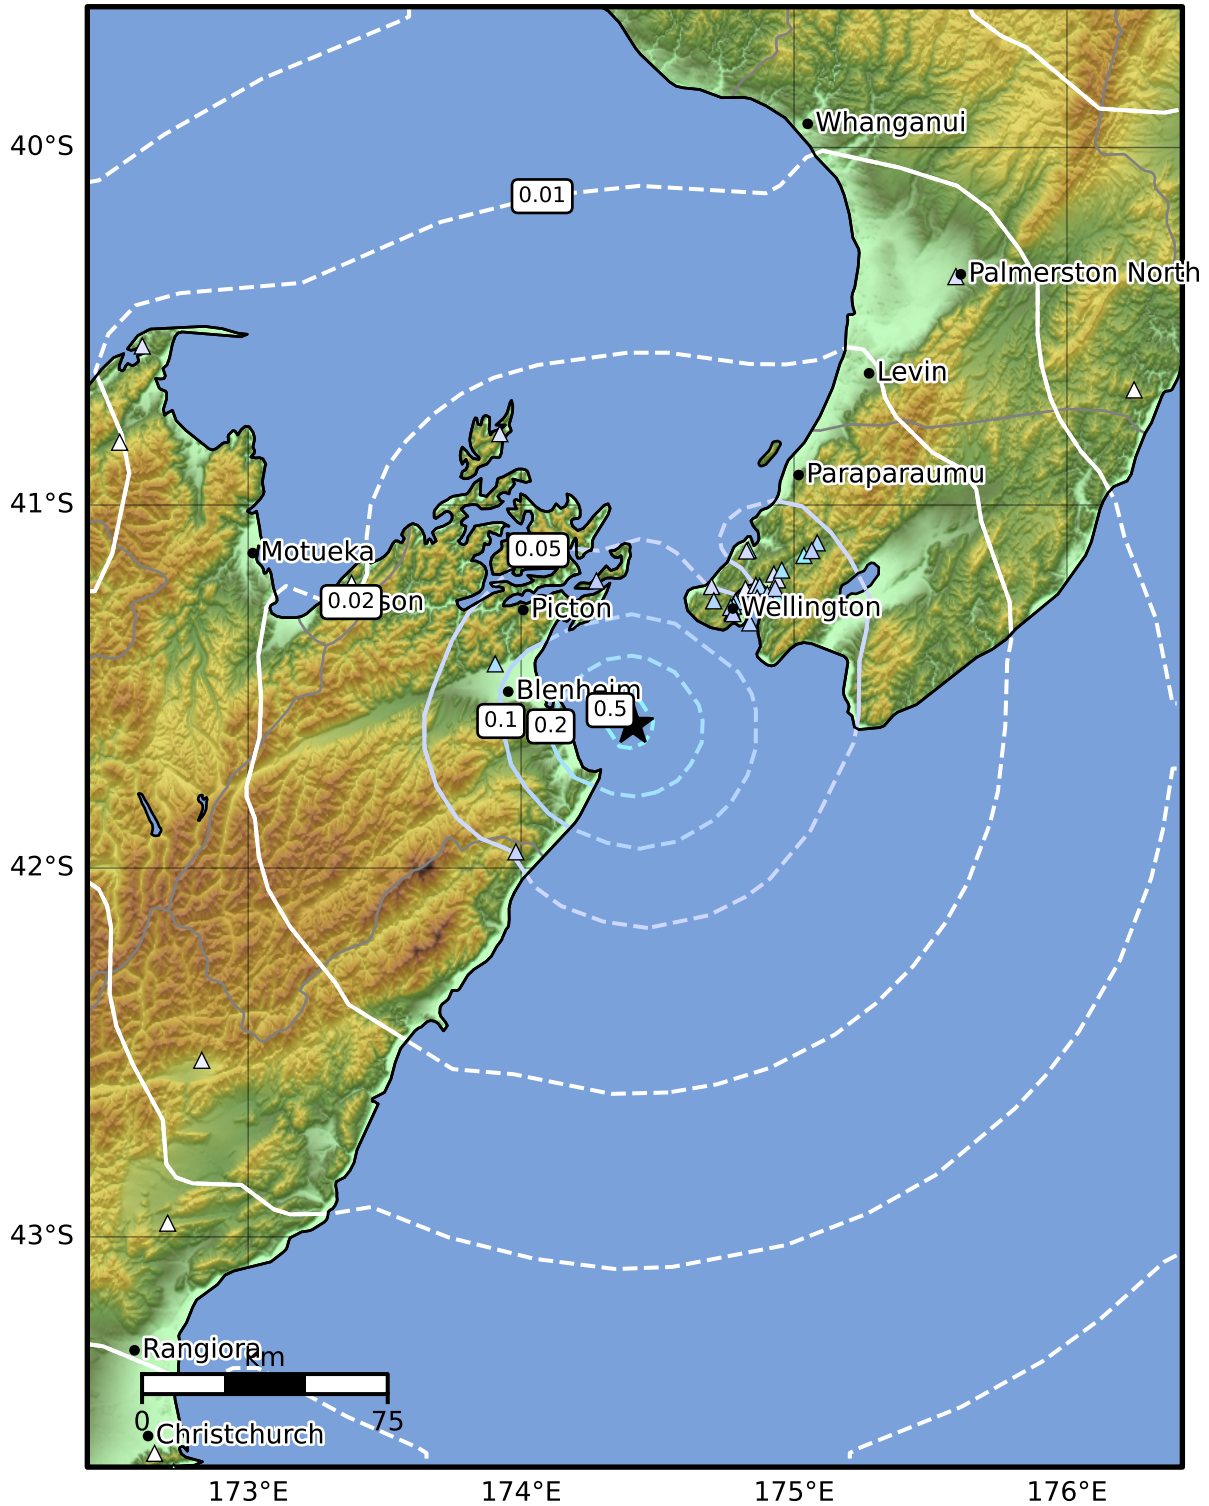 Whanganui
40°S
0.01
Palmerston North
Levin
Paraparaumu
41°S
0.05
Motueka
0.02
son
Picton
Wellington
Blenheim
0.5
0.1
0.2
42°S
43°S
Rangiora
km
0
75
Christchurch
173°E
174°E
175°E
176°E